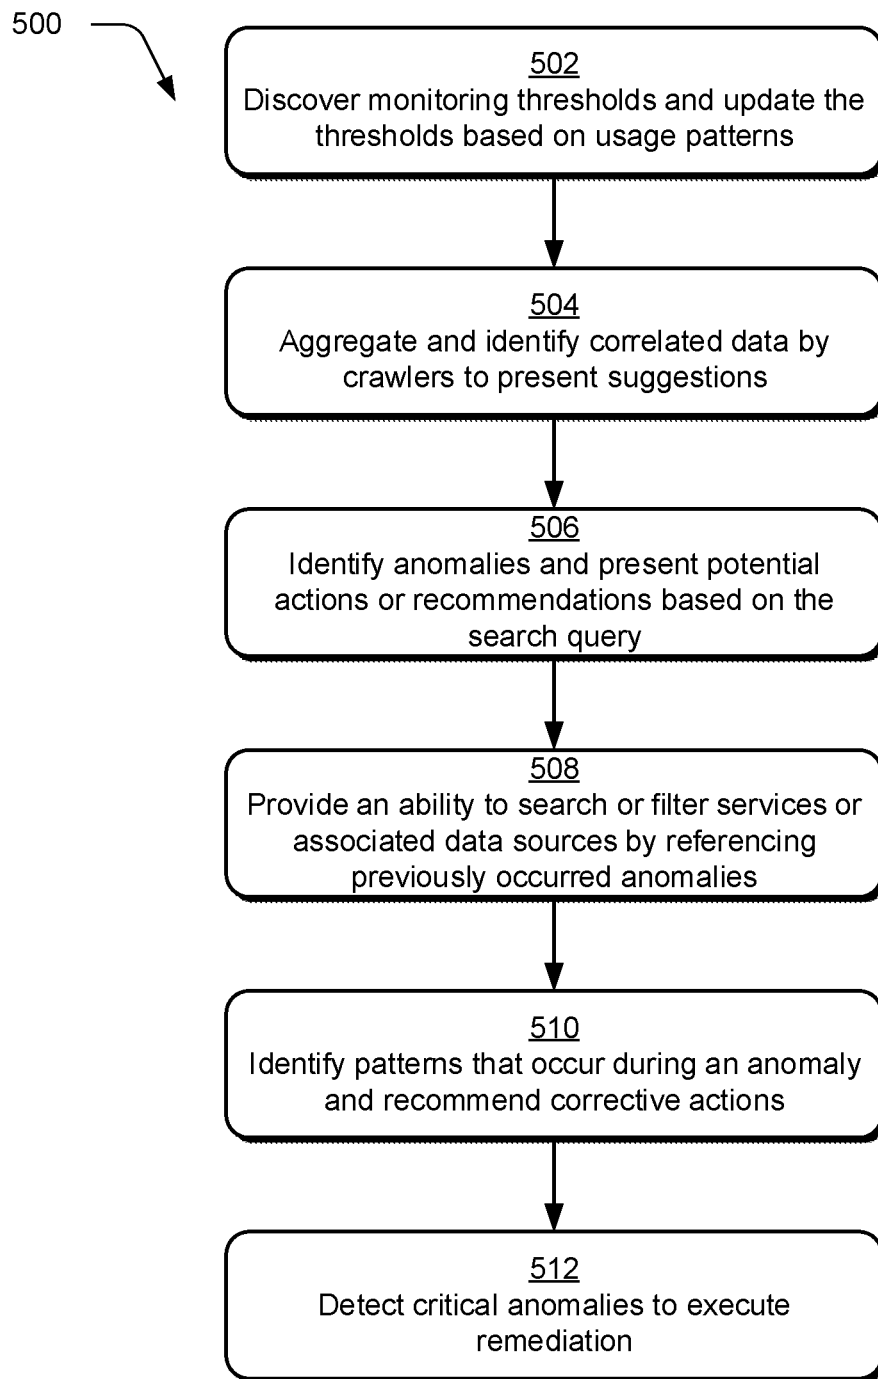 500
502
Discover monitoring thresholds and update the
thresholds based on usage patterns
504
Aggregate and identify correlated data by
crawlers to present suggestions
506
Identify anomalies and present potential
actions or recommendations based on the
search query
508
Provide an ability to search or filter services or
associated data sources by referencing
previously occurred anomalies
510
Identify patterns that occur during an anomaly
and recommend corrective actions
512
Detect critical anomalies to execute
remediation